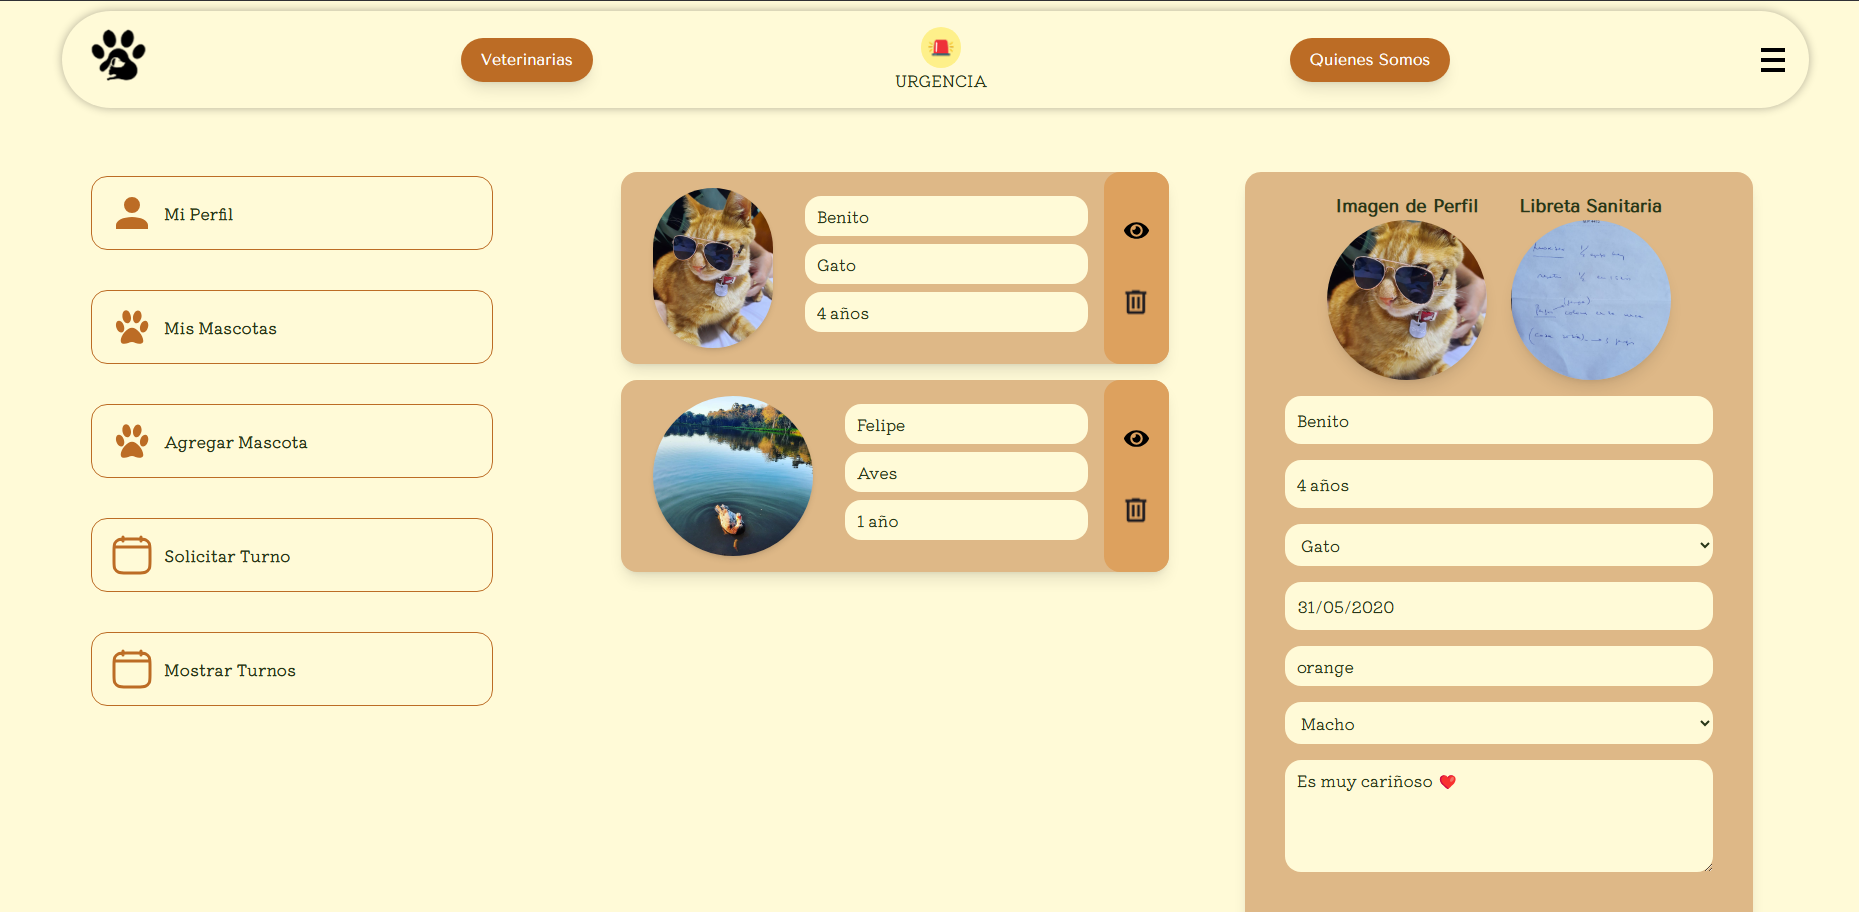 Veterinarias
URGENCIA
Quienes Somos
Mi Perfil
Mis Mascotas
Agregar Mascota
Solicitar Turno
Mostrar Turnos
Benito
Gato
4 años
Felipe
Aves
1 año
Imagen de Perfil
Libreta Sanitaria
Benito
4 años
Gato
31/05/2020
orange
Macho
Es muy cariñoso ❤️